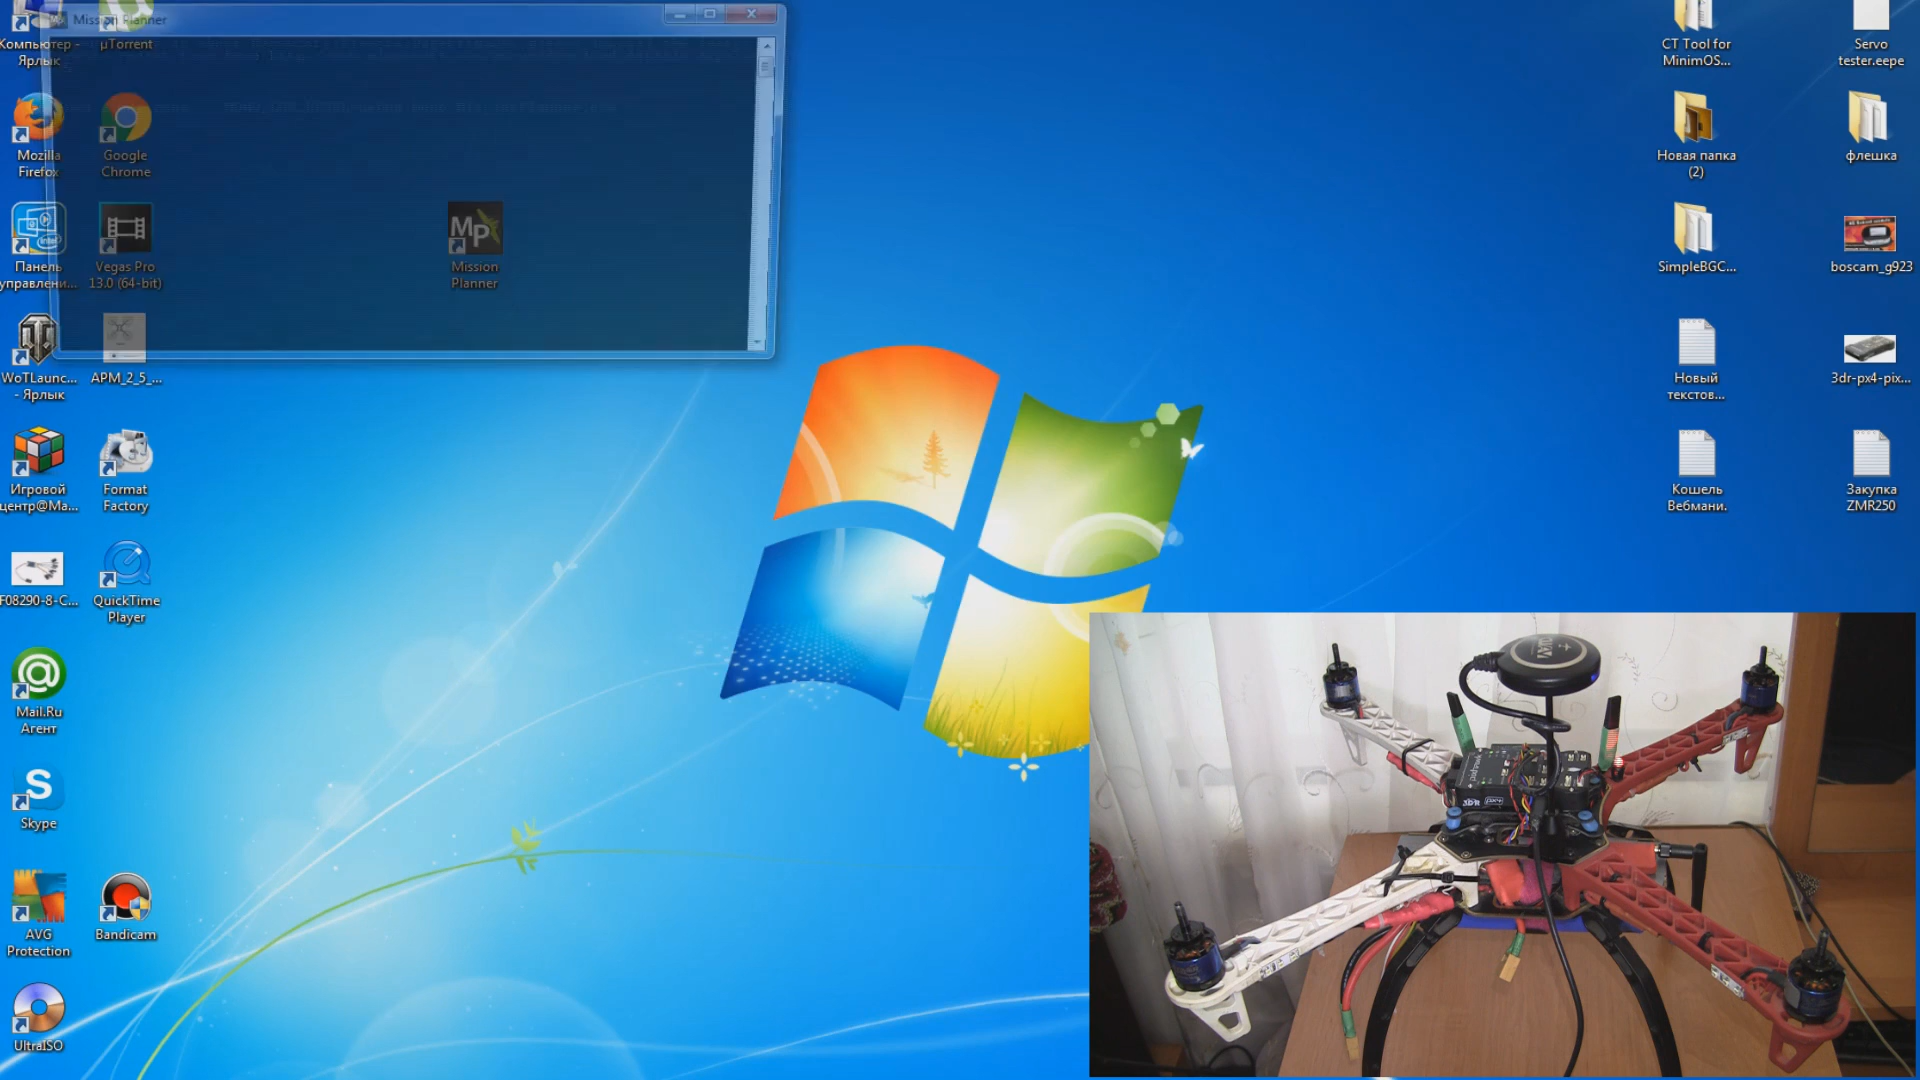 Mission Planner
Компьютер -
Ярлык
µTorrent
Mozilla
Firefox
Google
Chrome
Панель
управлени...
Vegas Pro
13.0 (64-bit)
Mp
Mission
Planner
WoTLaunc...
- Ярлык
APM_2_5_...
Игровой
центр@Ma...
Format
Factory
F08290-8-C...
QuickTime
Player
Mail.Ru
Агент
Skype
AVG
Protection
Bandicam
UltraISO
CT Tool for
MinimOS...
Servo
tester.eepe
Новая папка
(2)
флешка
SimpleBGC...
boscam_g923
Новый
текстов...
3dr-px4-pix...
Кошель
Вебмани.
Закупка
ZMR250
3DR px4